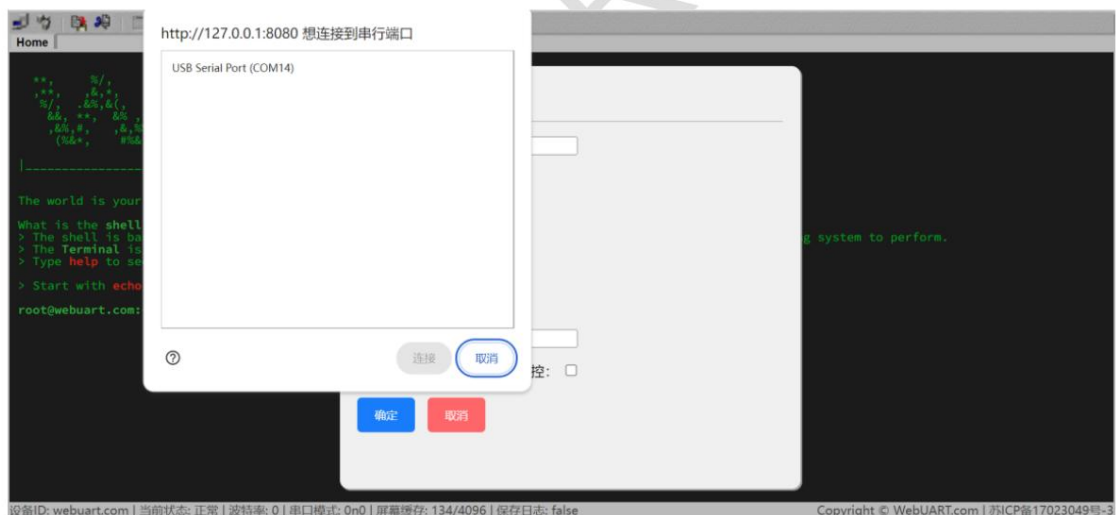 Home
http://127.0.0.1:8080 想连接到串行端口
USB Serial Port (COM14)
连接
取消
The world is your
What is the shell
> The shell is ba
g system to perform.
> The Terminal is
> Type help to se
> Start with echo
root@webuart.com:
控:
确定
取消
设备ID: webuart.com | 当前状态: 正常 | 波特率: 0 | 串口模式: 0n0 | 屏幕缓存: 134/4096 | 保存日志: false
Copyright © WebUART.com | 苏ICP备17023049号-3